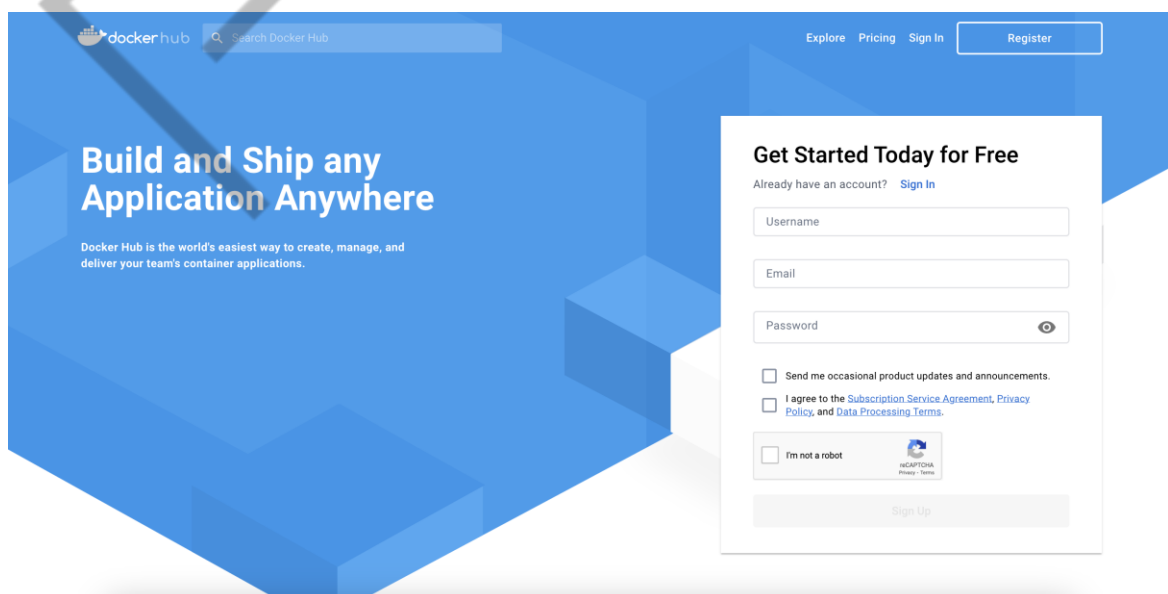 dockerhub
Search Docker Hub
Explore Pricing Sign In Register
Build and Ship any
Application Anywhere
Docker Hub is the world's easiest way to create, manage, and
deliver your team's container applications.
Get Started Today for Free
Already have an account? Sign In
Username
Email
Password
Send me occasional product updates and announcements.
I agree to the Subscription Service Agreement, Privacy
Policy, and Data Processing Terms.
I'm not a robot
reCAPTCHA
Privacy - Terms
Sign Up